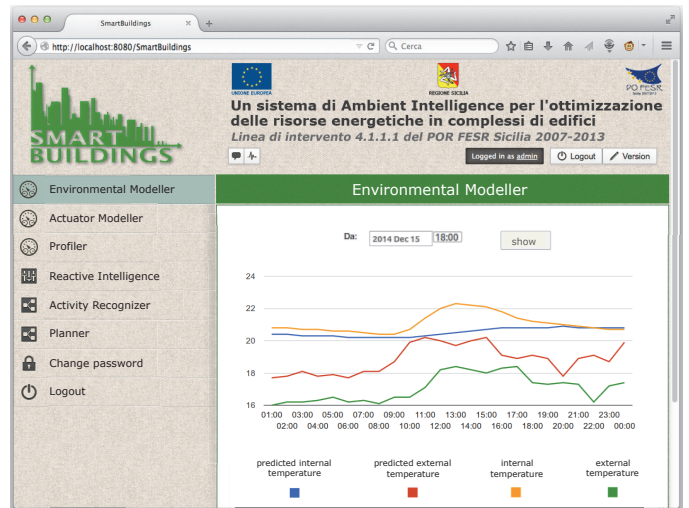 SmartBuildings
http://localhost:8080/SmartBuildings
Cerca
SMART
BUILDINGS
UNIONE EUROPEA
REGIONE SICILIA
PO FESR
Un sistema di Ambient Intelligence per l'ottimizzazione
delle risorse energetiche in complessi di edifici
Linea di intervento 4.1.1.1 del POR FESR Sicilia 2007-2013
Logged in as admin
Logout
Version
Environmental Modeller
Actuator Modeller
Profiler
Reactive Intelligence
Activity Recognizer
Planner
Change password
Logout
Environmental Modeller
Da: 2014 Dec 15 18:00 show
24
22
20
18
16
01:00 03:00 05:00 07:00 09:00 11:00 13:00 15:00 17:00 19:00 21:00 23:00
02:00 04:00 06:00 08:00 10:00 12:00 14:00 16:00 18:00 20:00 22:00 00:00
predicted internal
temperature
predicted external
temperature
internal
temperature
external
temperature